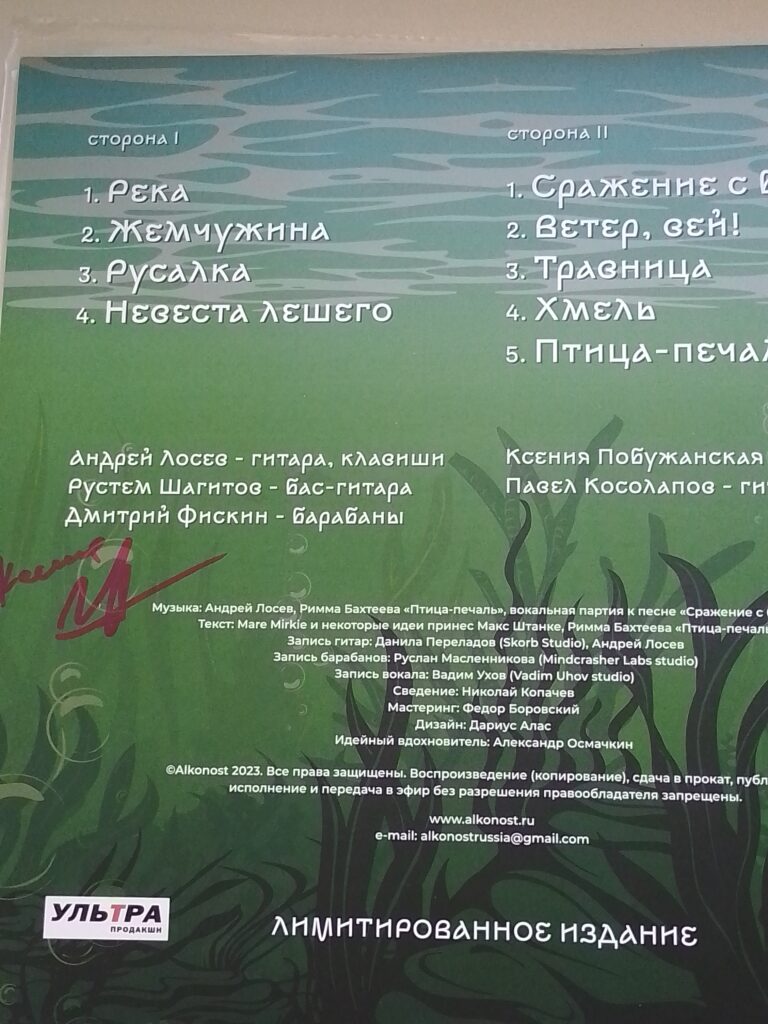 сторона I
1. Река
2. Жемчужина
3. Русалка
4. Невеста лешего
сторона II
1. Сражение с
2. Ветер, вей!
3. Травница
4. Хмель
5. Птица-печал
Андрей Лосев - гитара, клавиши
Рустем Шагитов - бас-гитара
Дмитрий Фискин - барабаны
Ксения Побужанская
Павел Косолапов - ги
Музыка: Андрей Лосев, Римма Бахтеева «Птица-печаль», вокальная партия к песне «Сражение с
Текст: Mare Mirkie и некоторые идеи принес Макс Штанке, Римма Бахтеева «Птица-печаль
Запись гитар: Данила Переладов (Skorb Studio), Андрей Лосев
Запись барабанов: Руслан Масленникова (Mindcrasher Labs studio)
Запись вокала: Вадим Ухов (Vadim Uhov studio)
Сведение: Николай Копачев
Мастеринг: Федор Боровский
Дизайн: Дариус Алас
Идейный вдохновитель: Александр Осмачкин
©Alkonost 2023. Все права защищены. Воспроизведение (копирование), сдача в прокат, публ
исполнение и передача в эфир без разрешения правообладателя запрещены.
www.alkonost.ru
e-mail: alkonostrussia@gmail.com
УЛЬТРА
ПРОДАКШН
лимитированное издание